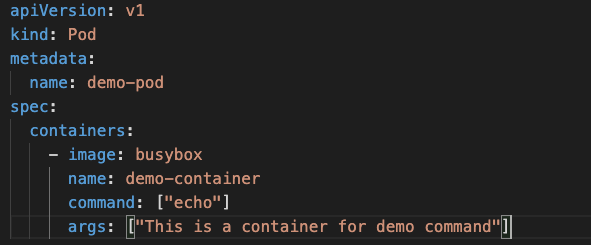 apiVersion: v1
kind: Pod
metadata:
  name: demo-pod
spec:
  containers:
    - image: busybox
      name: demo-container
      command: ["echo"]
      args: ["This is a container for demo command"]